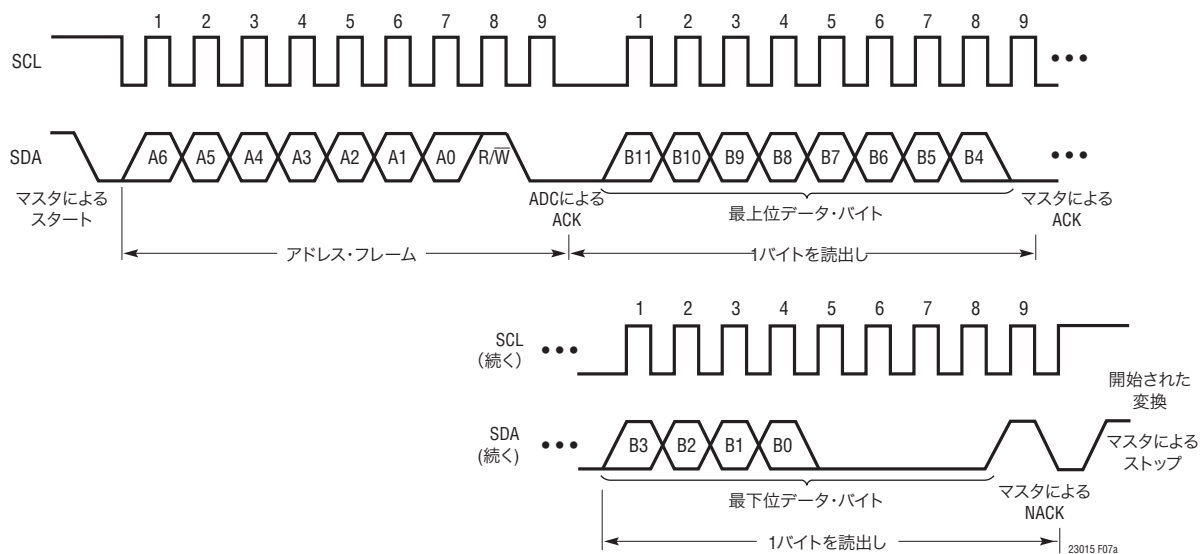 1 2 3 4 5 6 7 8 9 1 2 3 4 5 6 7 8 9
SCL
SDA A6 A5 A4 A3 A2 A1 A0 R/W̅ B11 B10 B9 B8 B7 B6 B5 B4
マスタによる
スタート
ADCによる
ACK
最上位データ・バイト
マスタによる
ACK
アドレス・フレーム
1バイトを読出し
1 2 3 4 5 6 7 8 9
SCL
(続く)
開始された
変換
SDA
(続く)
B3 B2 B1 B0
マスタによる
ストップ
最下位データ・バイト
マスタによる
NACK
1バイトを読出し
23015 F07a